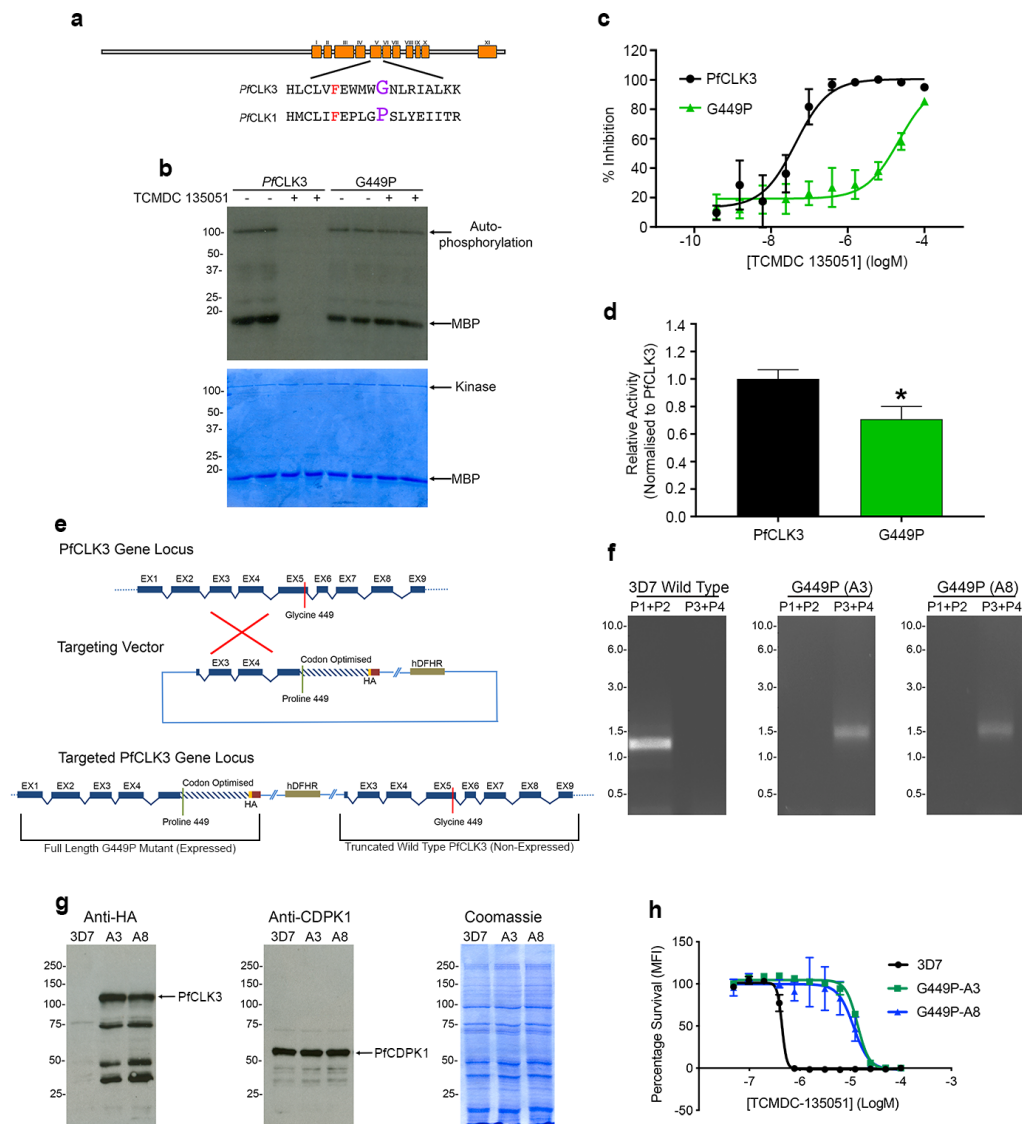 a
I II III IV V VI VII VIII IX X XI
PfCLK3 HLCLVFEWMWGNLRIALKK
PfCLK1 HMCLIFEPLGPSLYEIITR
b
PfCLK3 G449P
TCMDC 135051 - - + + - - + +
100-
50-
37-
25-
20-
Auto-
phosphorylation
MBP
100-
50-
37-
25-
20-
Kinase
MBP
c
% Inhibition
120
100
80
60
40
20
0
PfCLK3
G449P
-10 -8 -6 -4
[TCMDC 135051] (logM)
d
Relative Activity
(Normalised to PfCLK3)
1.4
1.2
1.0
0.8
0.6
0.4
0.2
0.0
*
PfCLK3 G449P
e
PfCLK3 Gene Locus
EX1 EX2 EX3 EX4 EX5 EX6 EX7 EX8 EX9
Glycine 449
Targeting Vector
EX3 EX4 Codon Optimised hDFHR
HA
Proline 449
Targeted PfCLK3 Gene Locus
EX1 EX2 EX3 EX4 Codon Optimised hDFHR EX3 EX4 EX5 EX6 EX7 EX8 EX9
HA
Proline 449 Glycine 449
Full Length G449P Mutant (Expressed) Truncated Wild Type PfCLK3 (Non-Expressed)
f
3D7 Wild Type
P1+P2 P3+P4
10.0-
6.0-
3.0-
1.5-
1.0-
0.5-
G449P (A3)
P1+P2 P3+P4
10.0-
6.0-
3.0-
1.5-
1.0-
0.5-
G449P (A8)
P1+P2 P3+P4
10.0-
6.0-
3.0-
1.5-
1.0-
0.5-
g
Anti-HA
3D7 A3 A8
250-
150-
100-
75-
50-
25-
PfCLK3
Anti-CDPK1
3D7 A3 A8
250-
150-
100-
75-
50-
25-
PfCDPK1
Coomassie
3D7 A3 A8
250-
150-
100-
75-
50-
25-
h
Percentage Survival (MFI)
150
100
50
0
-50
3D7
G449P-A3
G449P-A8
-7 -6 -5 -4 -3
[TCMDC-135051] (LogM)